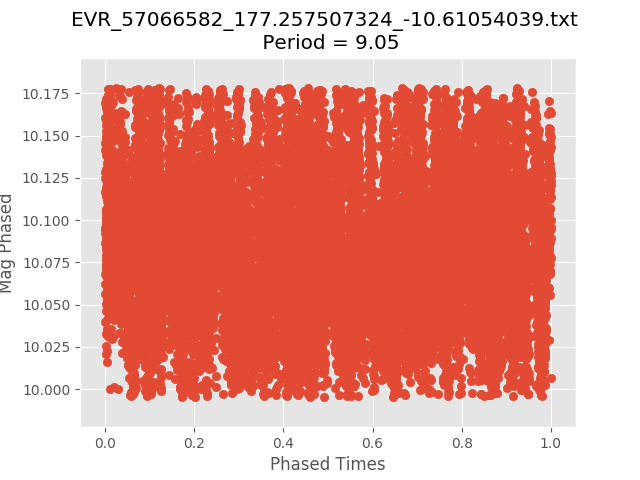 EVR_57066582_177.257507324_-10.61054039.txt
Period = 9.05
Mag Phased
10.175
10.150
10.125
10.100
10.075
10.050
10.025
10.000
0.0 0.2 0.4 0.6 0.8 1.0
Phased Times